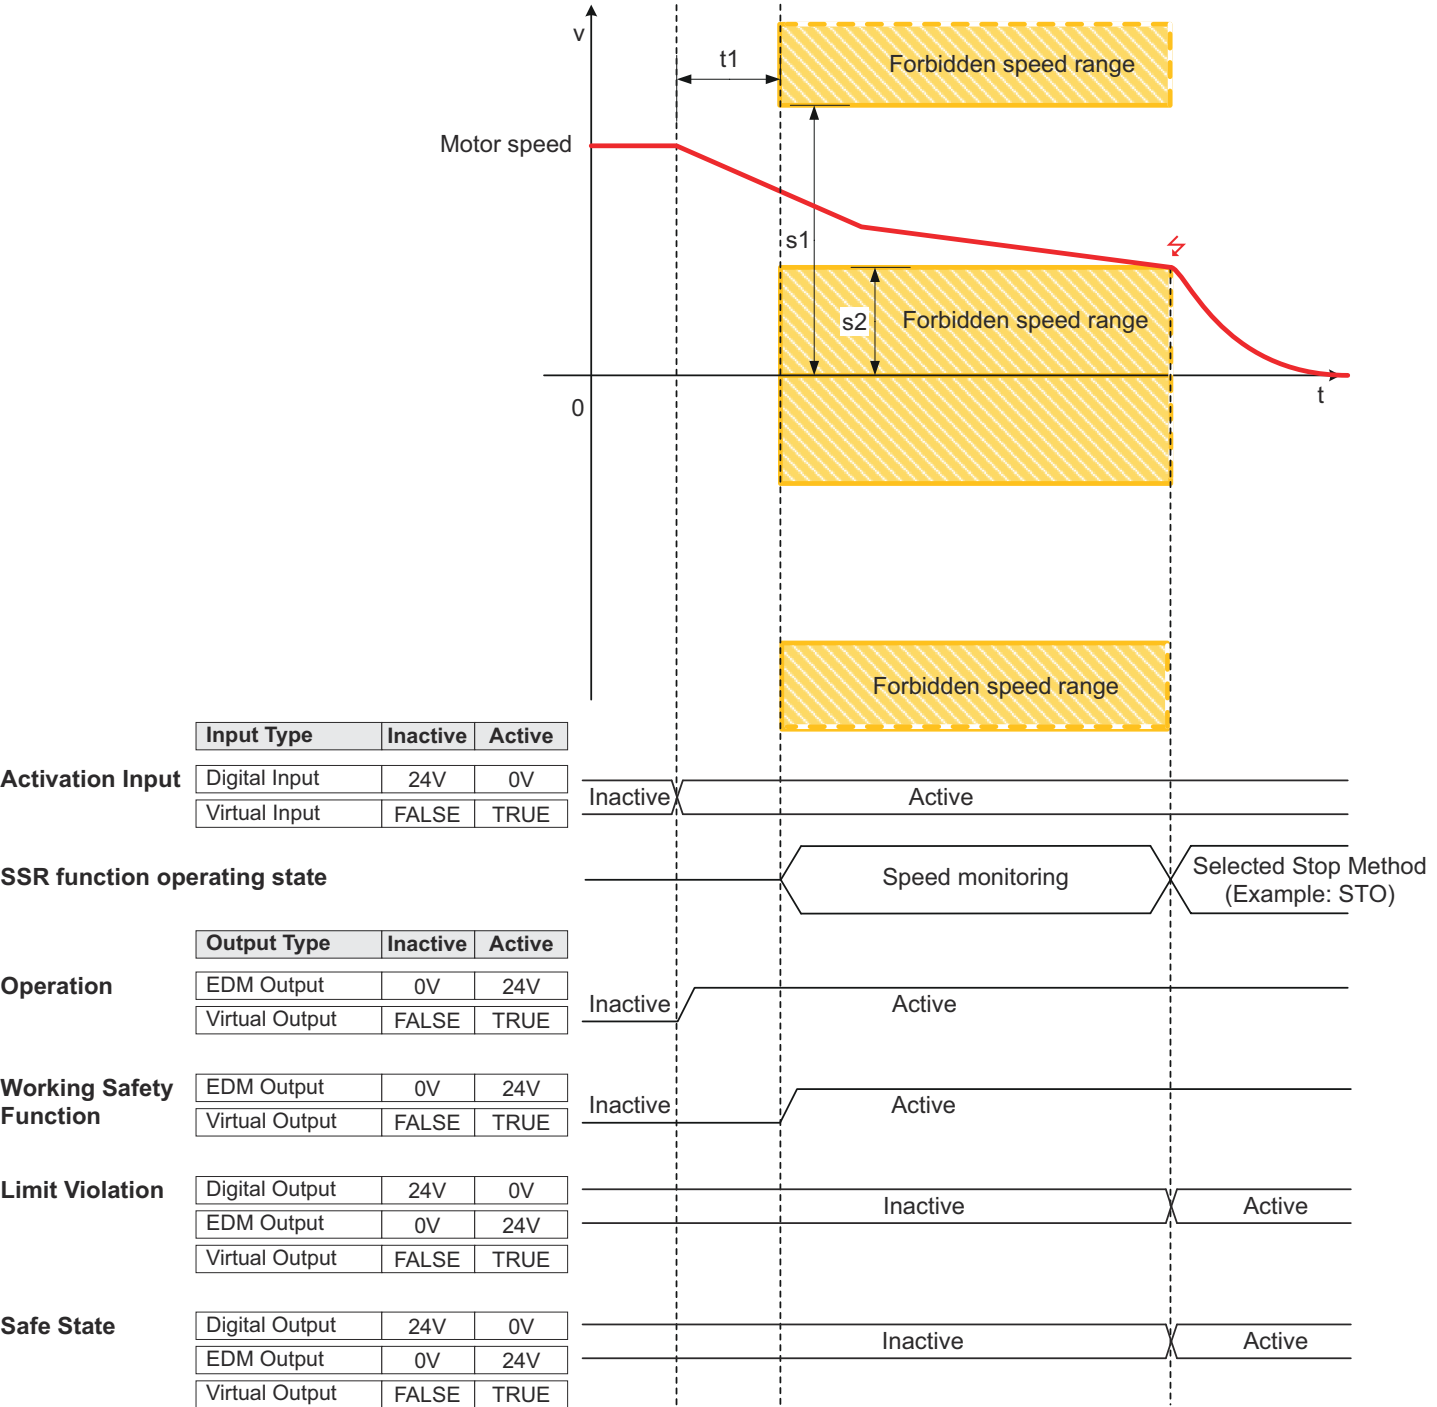 v
t1
Forbidden speed range
Motor speed
s1
s2
Forbidden speed range
0
t
Forbidden speed range
Input Type Inactive Active
Activation Input Digital Input 24V 0V
Virtual Input FALSE TRUE
Inactive Active
SSR function operating state
Speed monitoring
Selected Stop Method
(Example: STO)
Output Type Inactive Active
Operation EDM Output 0V 24V
Virtual Output FALSE TRUE
Inactive Active
Working Safety
Function
EDM Output 0V 24V
Virtual Output FALSE TRUE
Inactive Active
Limit Violation Digital Output 24V 0V
EDM Output 0V 24V
Virtual Output FALSE TRUE
Inactive Active
Safe State Digital Output 24V 0V
EDM Output 0V 24V
Virtual Output FALSE TRUE
Inactive Active